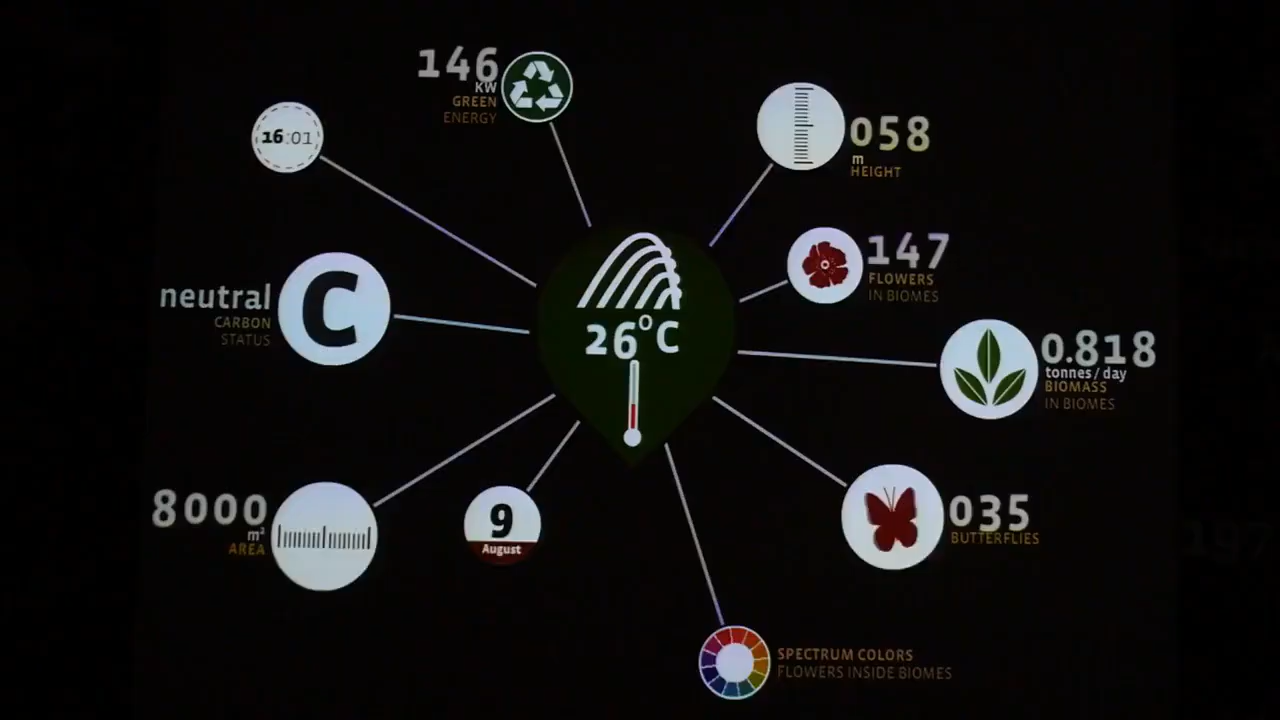 146
KW
GREEN
ENERGY
16:01
058
m
HEIGHT
147
FLOWERS
IN BIOMES
neutral
CARBON
STATUS
C
26°C
0.818
tonnes/day
BIOMASS
IN BIOMES
8000
m²
AREA
9
August
035
BUTTERFLIES
197
SPECTRUM COLORS
FLOWERS INSIDE BIOMES